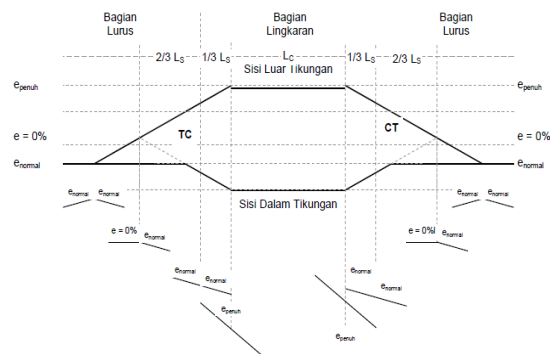 Bagian Lurus
Bagian Lingkaran
Bagian Lurus
2/3 LS 1/3 LS LC 1/3 LS 2/3 LS
Sisi Luar Tikungan
epenuh epenuh
TC CT
e = 0% e = 0%
enormal enormal
enormal enormal enormal enormal
Sisi Dalam Tikungan
e = 0% enormal e = 0% enormal
enormal enormal enormal
enormal
epenuh
epenuh